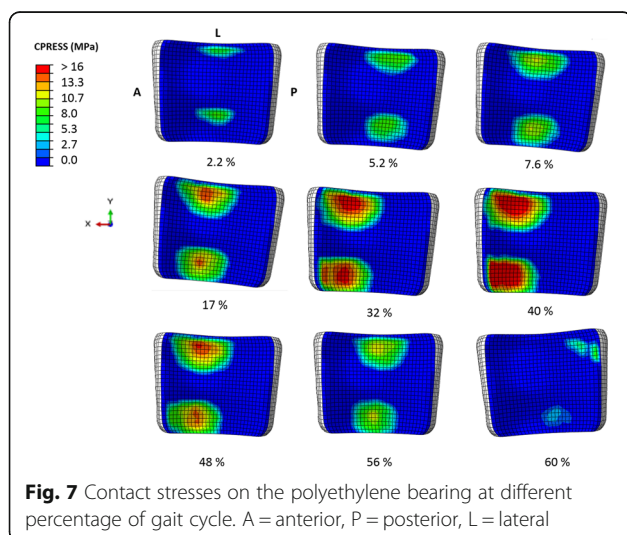 CPRESS (MPa)
> 16
13.3
10.7
8.0
5.3
2.7
0.0
L
A
P
2.2 %
5.2 %
7.6 %
Y
X
17 %
32 %
40 %
48 %
56 %
60 %
Fig. 7 Contact stresses on the polyethylene bearing at different
percentage of gait cycle. A = anterior, P = posterior, L = lateral